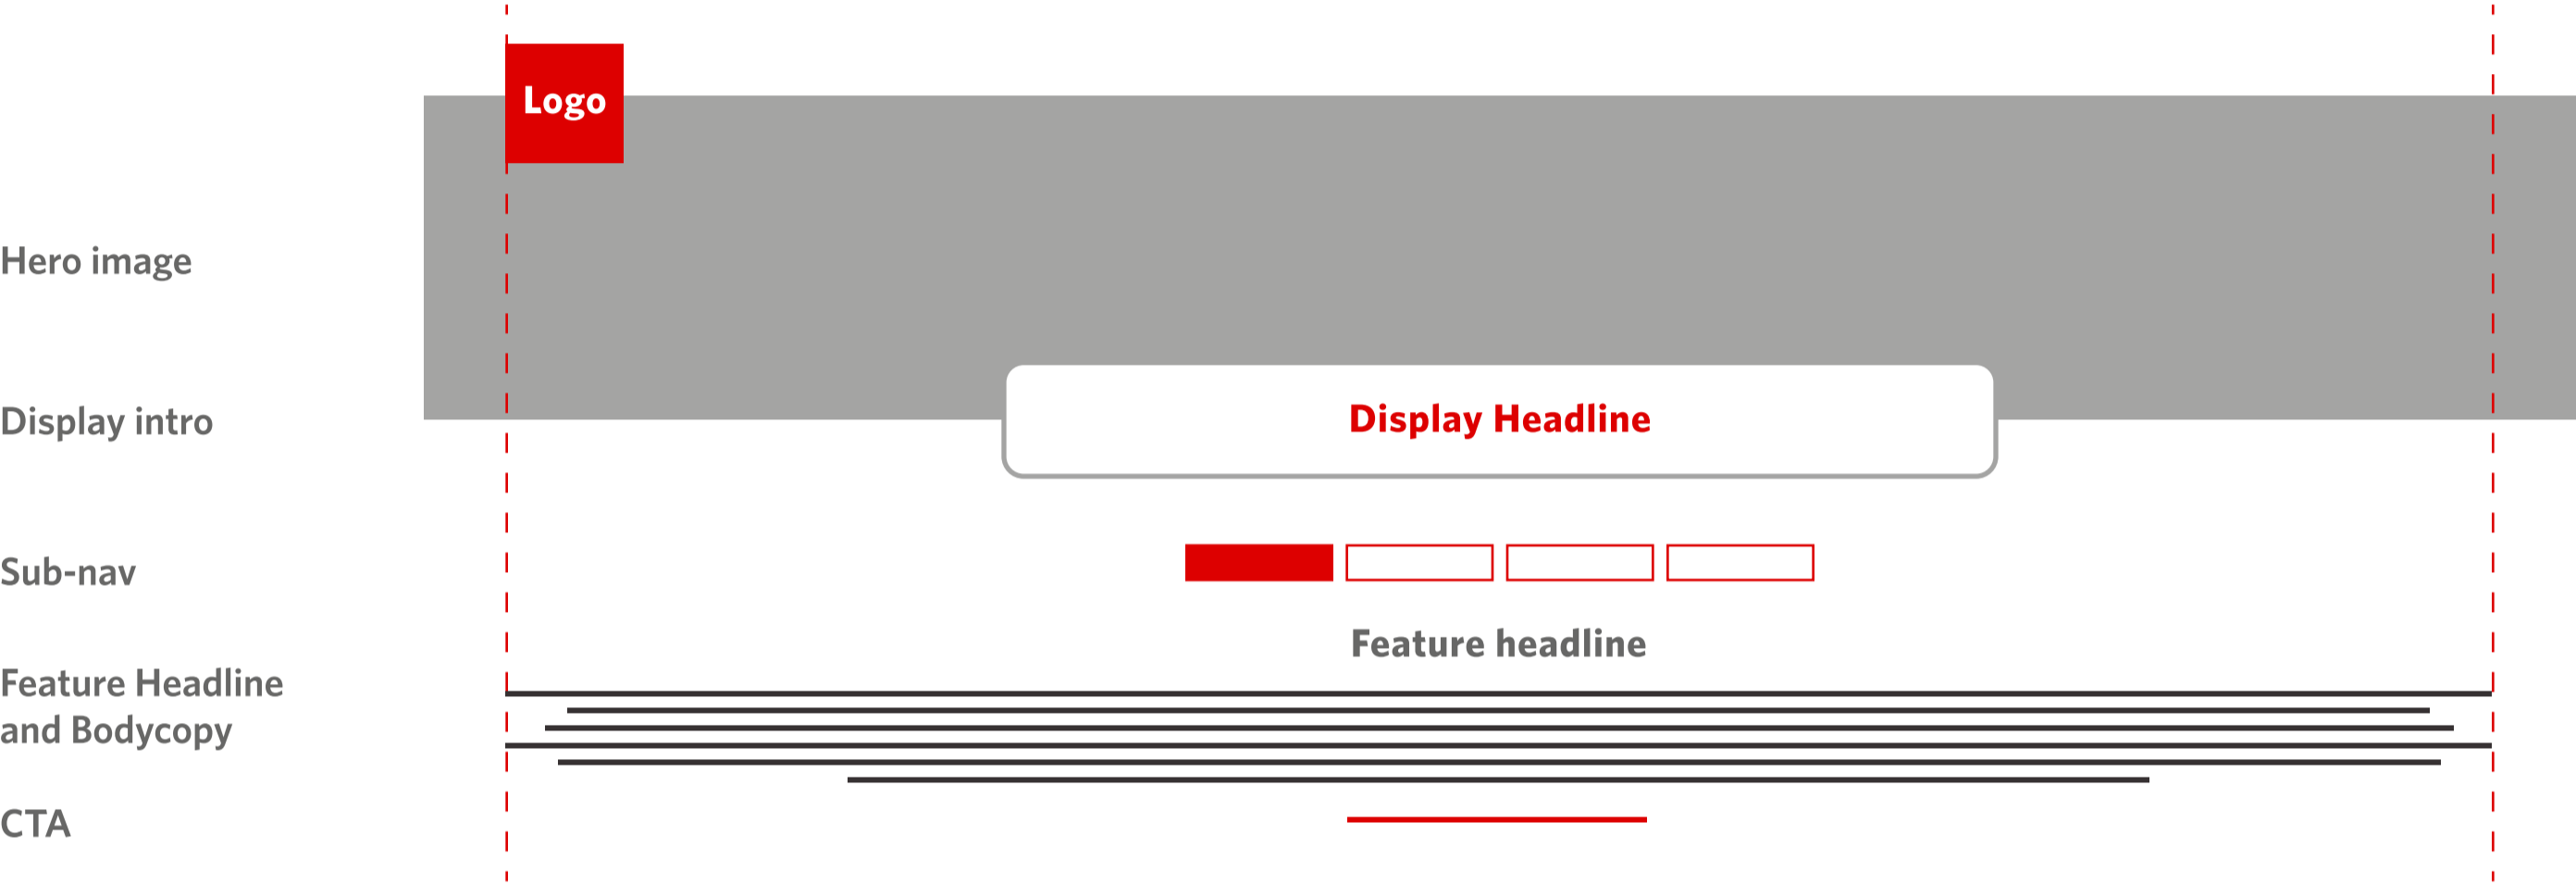 Logo
Hero image
Display intro
Display Headline
Sub-nav
Feature headline
Feature Headline
and Bodycopy
CTA